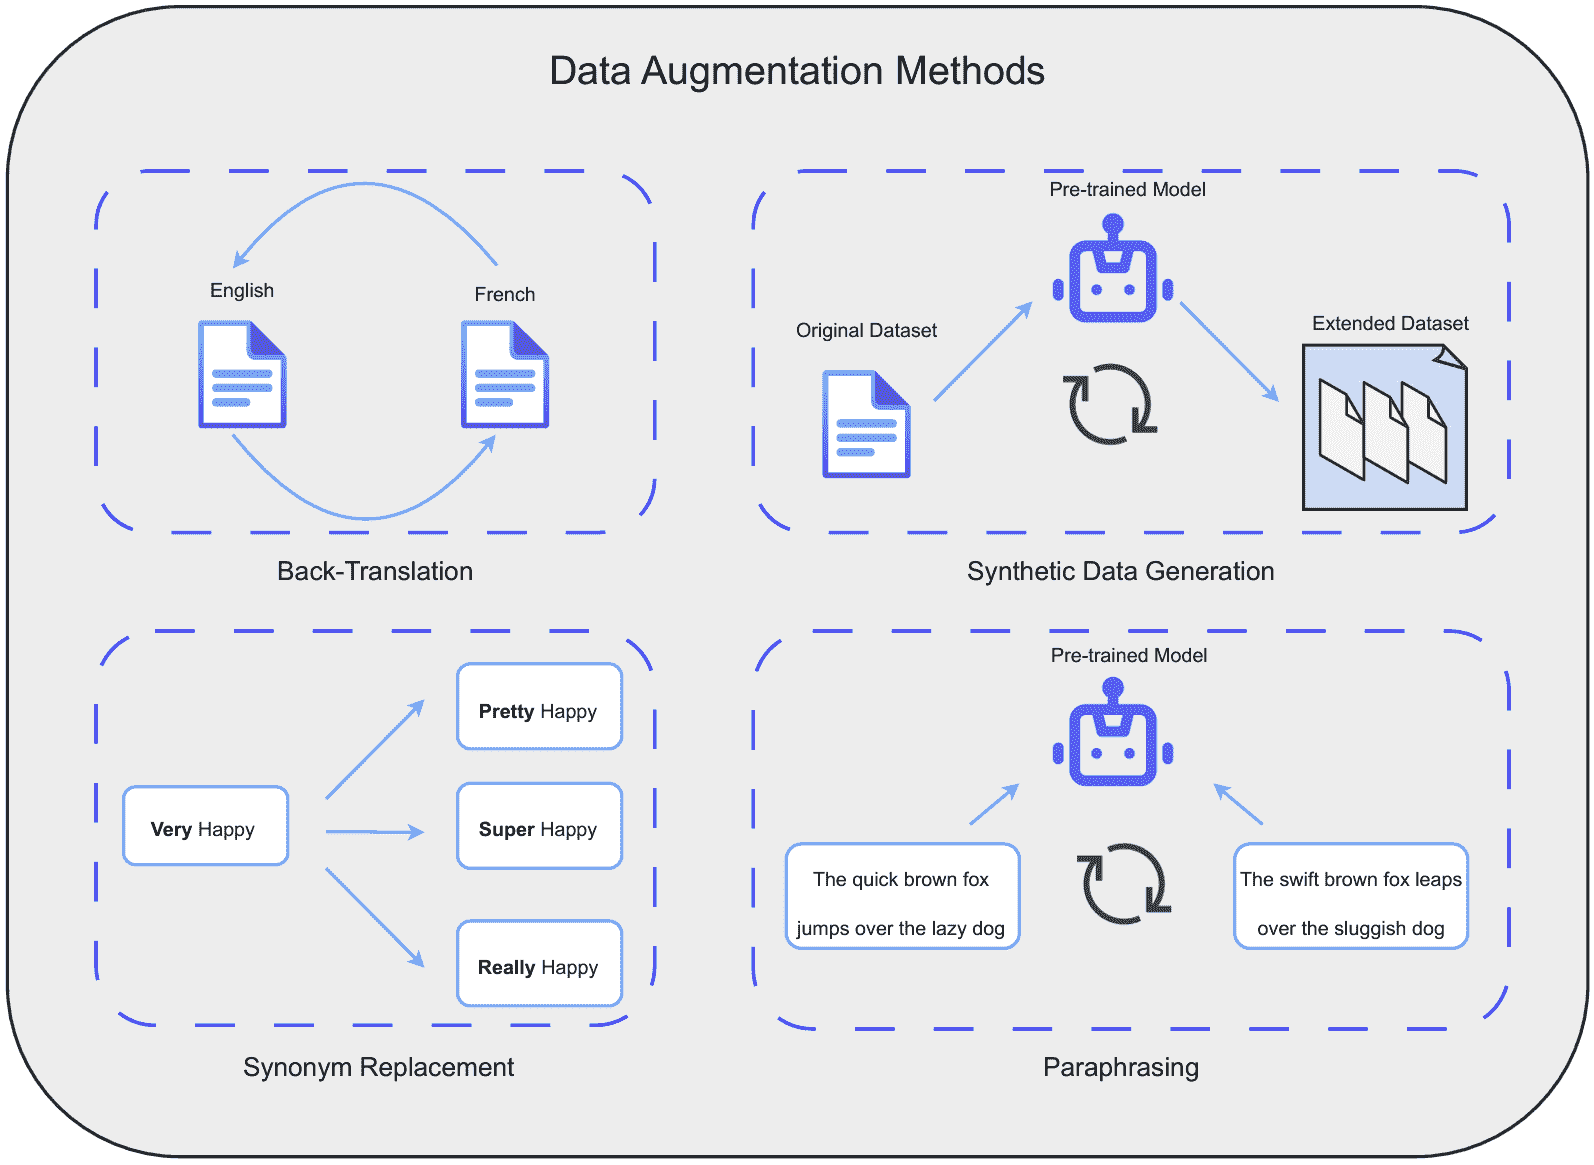 Data Augmentation Methods
English
French
Back-Translation
Pre-trained Model
Original Dataset
Extended Dataset
Synthetic Data Generation
Very Happy
Pretty Happy
Super Happy
Really Happy
Synonym Replacement
Pre-trained Model
The quick brown fox
jumps over the lazy dog
The swift brown fox leaps
over the sluggish dog
Paraphrasing